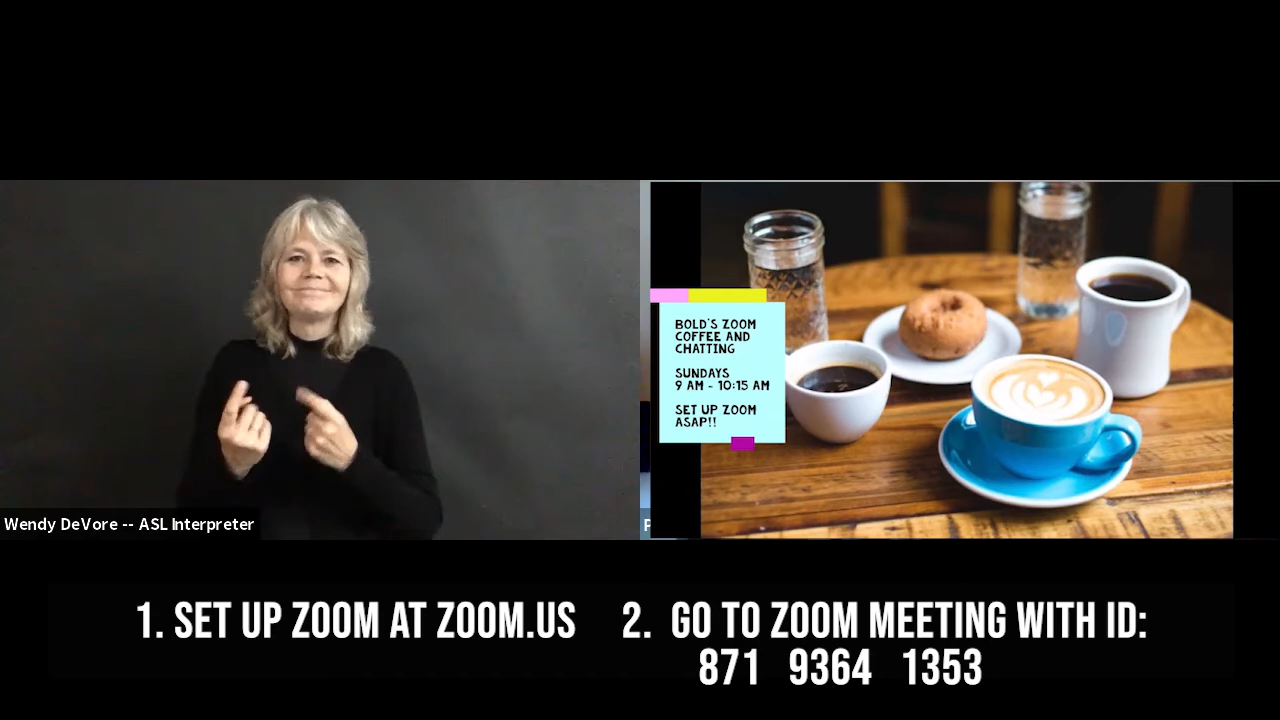 BOLD'S ZOOM
COFFEE AND
CHATTING
SUNDAYS
9 AM - 10:15 AM
SET UP ZOOM
ASAP!!
Wendy DeVore -- ASL Interpreter
P
1. SET UP ZOOM AT ZOOM.US 2. GO TO ZOOM MEETING WITH ID:
871 9364 1353